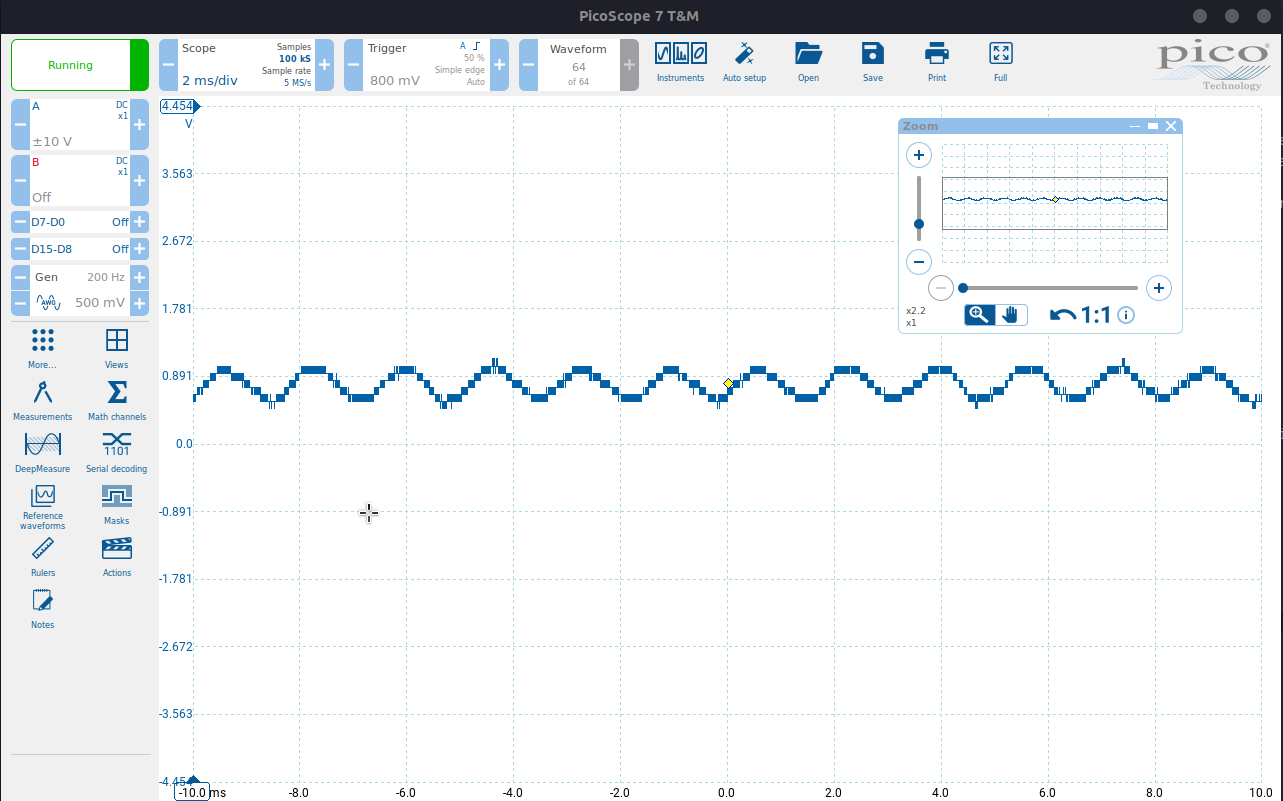 PicoScope 7 T&M
Running
Scope
2 ms/div
Samples
100 kS
Sample rate
5 MS/s
Trigger
800 mV
A
50 %
Simple edge
Auto
Waveform
64
of 64
Instruments
Auto setup
Open
Save
Print
Full
pico
Technology
A
DC
x1
±10 V
B
DC
x1
Off
D7-D0 Off
D15-D8 Off
Gen 200 Hz
AWG 500 mV
More...
Views
Measurements
Math channels
DeepMeasure
1101
Serial decoding
Reference
waveforms
Masks
Rulers
Actions
Notes
4.454
V
3.563
2.672
1.781
0.891
0.0
-0.891
-1.781
-2.672
-3.563
-4.454
Zoom
x2.2
x1
1:1
-10.0 ms -8.0 -6.0 -4.0 -2.0 0.0 2.0 4.0 6.0 8.0 10.0